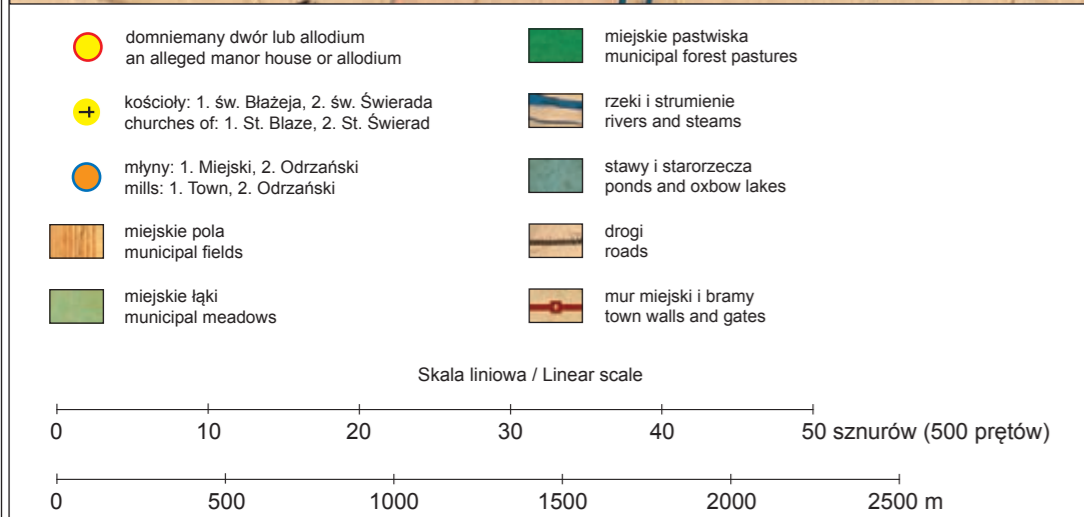 domniemany dwór lub allodium
an alleged manor house or allodium
kościoły: 1. św. Błażeja, 2. św. Świerada
churches of: 1. St. Blaze, 2. St. Świerad
młyny: 1. Miejski, 2. Odrzański
mills: 1. Town, 2. Odrzański
miejskie pola
municipal fields
miejskie łąki
municipal meadows
miejskie pastwiska
municipal forest pastures
rzeki i strumienie
rivers and steams
stawy i starorzecza
ponds and oxbow lakes
drogi
roads
mur miejski i bramy
town walls and gates
Skala liniowa / Linear scale
0 10 20 30 40 50 sznurów (500 prętów)
0 500 1000 1500 2000 2500 m